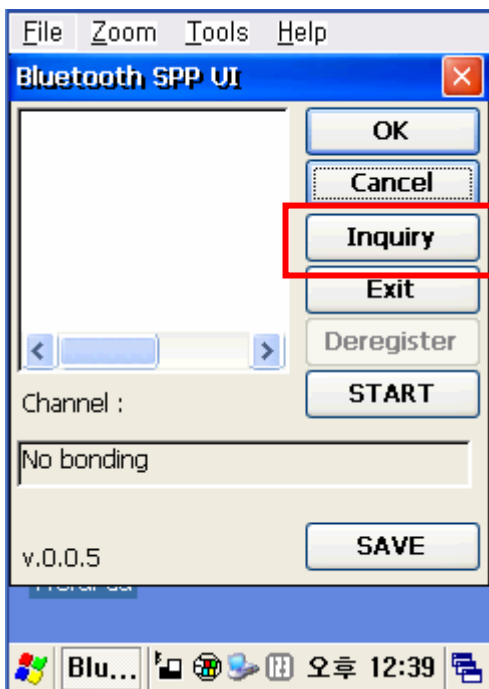 File Zoom Tools Help
Bluetooth SPP UI
OK
Cancel
Inquiry
Exit
Deregister
Channel :
START
No bonding
v.0.0.5
SAVE
Blu... 오후 12:39